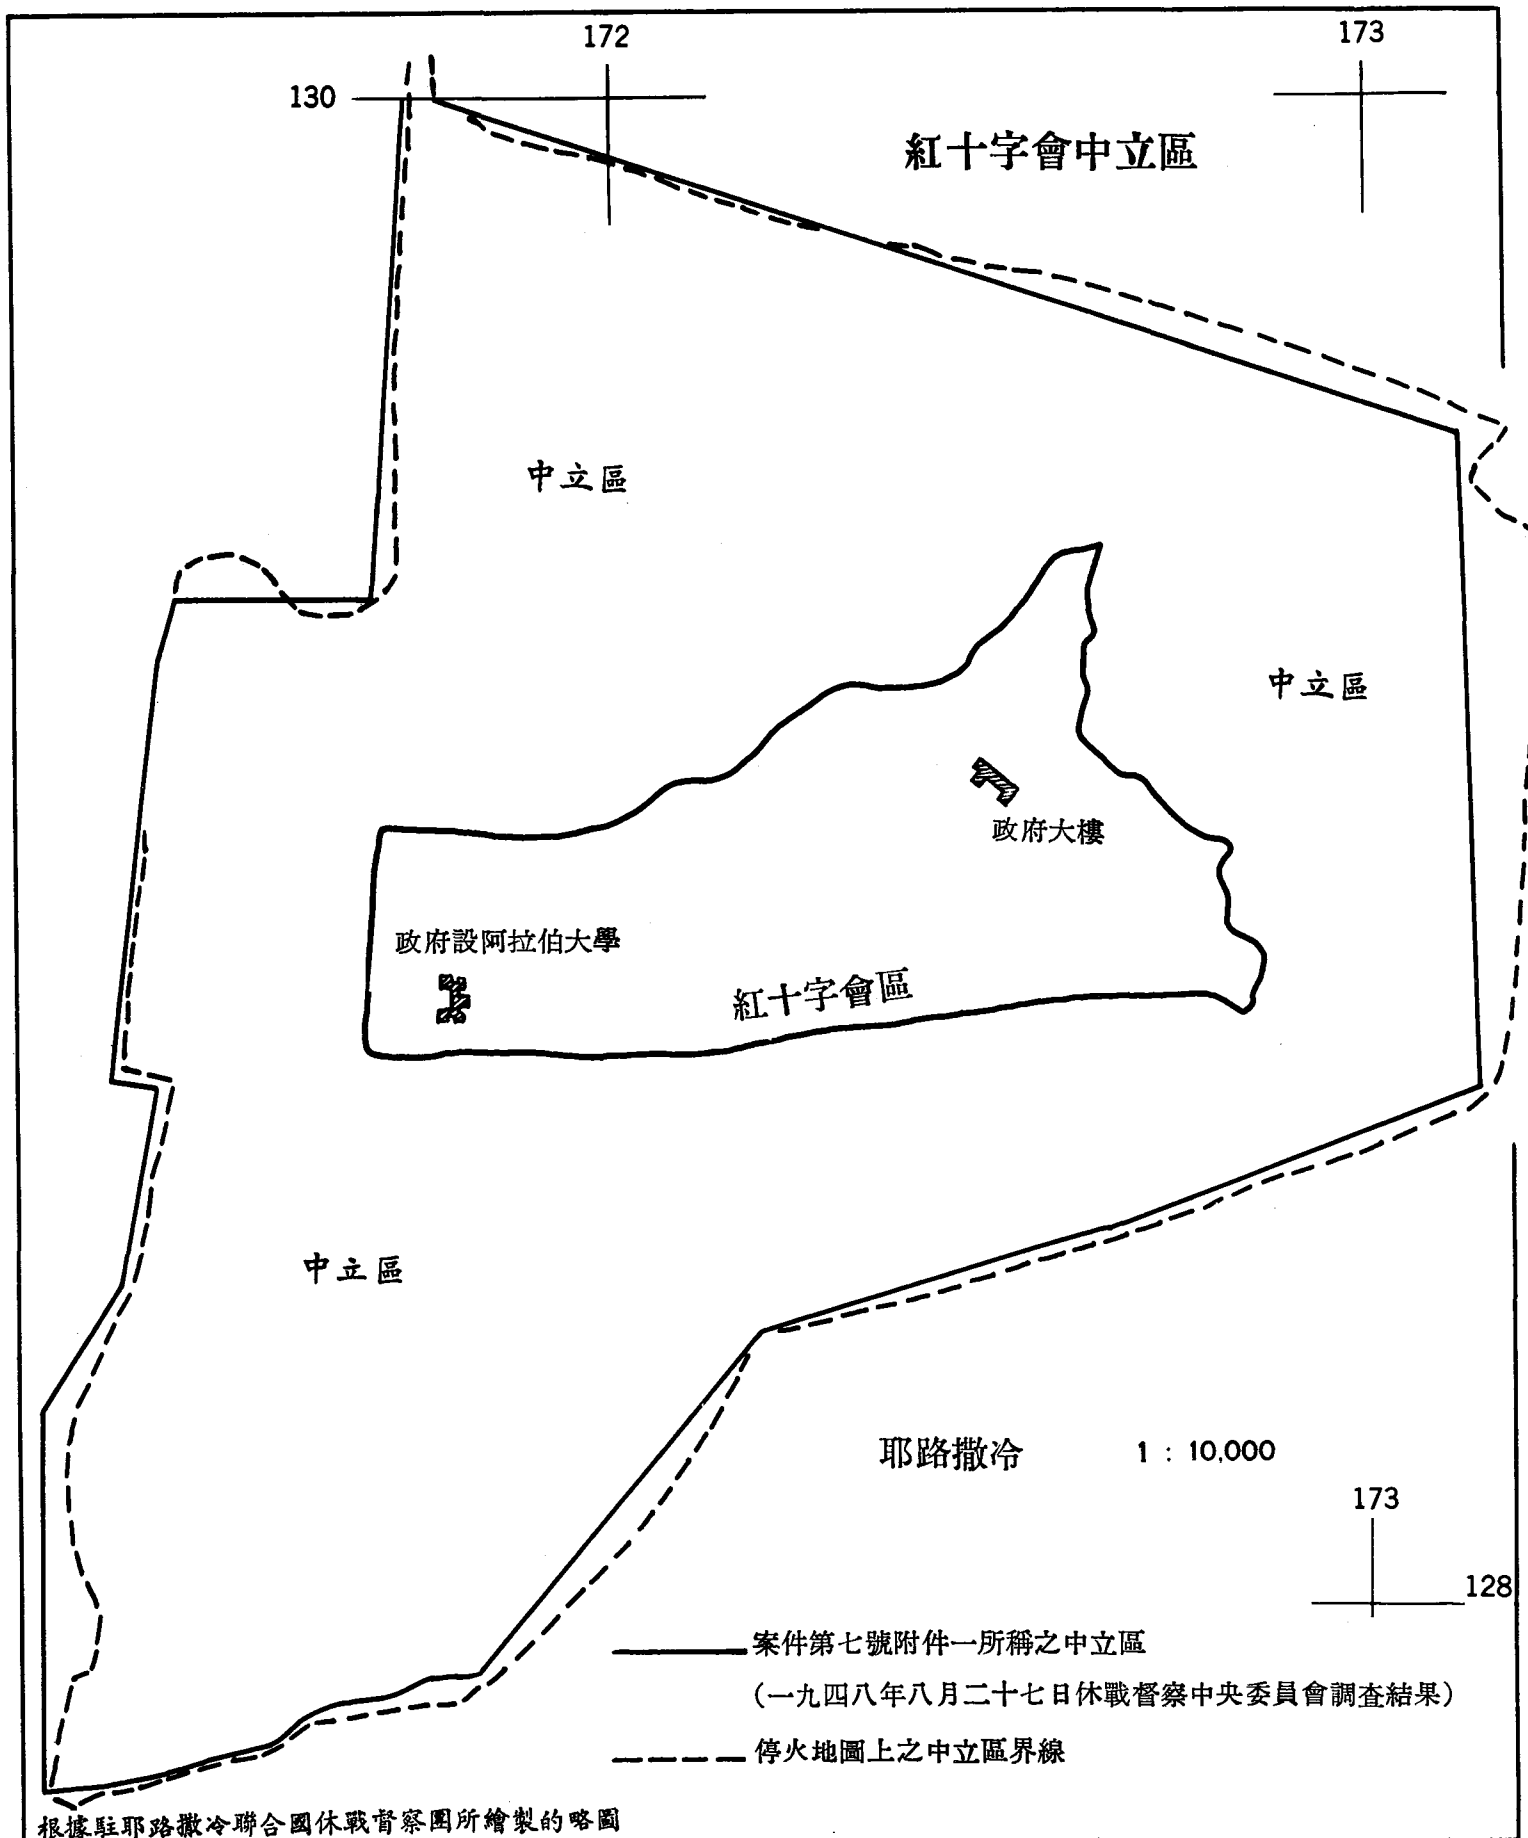 172
173
130
紅十字會中立區
中立區
中立區
政府大樓
政府設阿拉伯大學
紅十字會區
中立區
耶路撒冷 1 : 10,000
173
128
案件第七號附件一所稱之中立區
(一九四八年八月二十七日休戰督察中央委員會調查結果)
停火地圖上之中立區界線
根據駐耶路撒冷聯合國休戰督察團所繪製的略圖